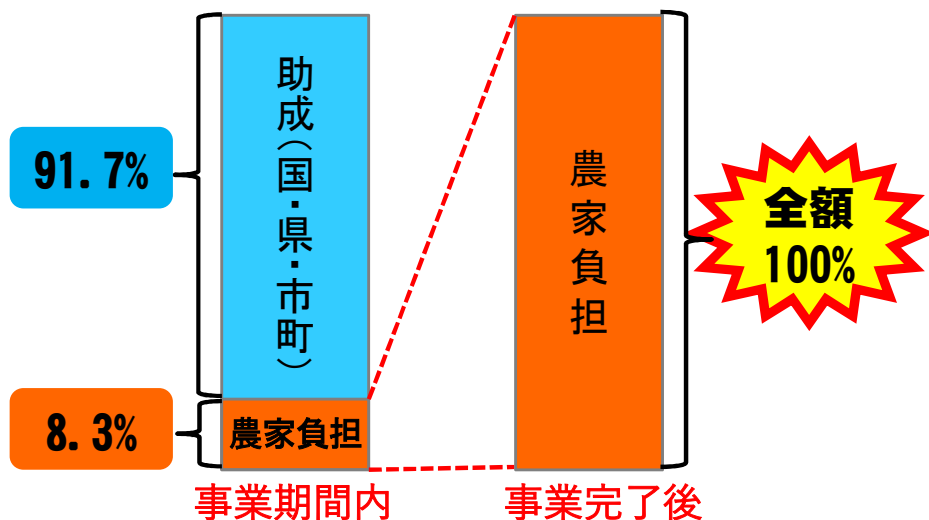 91.7%
助成(国・県・市町)
8.3%
農家負担
事業期間内
農家負担
全額
100%
事業完了後